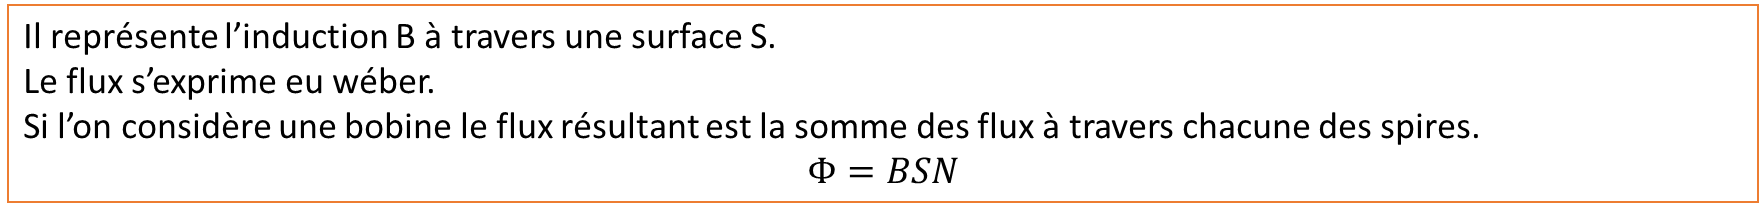 Il représente l'induction B à travers une surface S.
Le flux s'exprime eu wéber.
Si l'on considère une bobine le flux résultant est la somme des flux à travers chacune des spires.
Φ = BSN